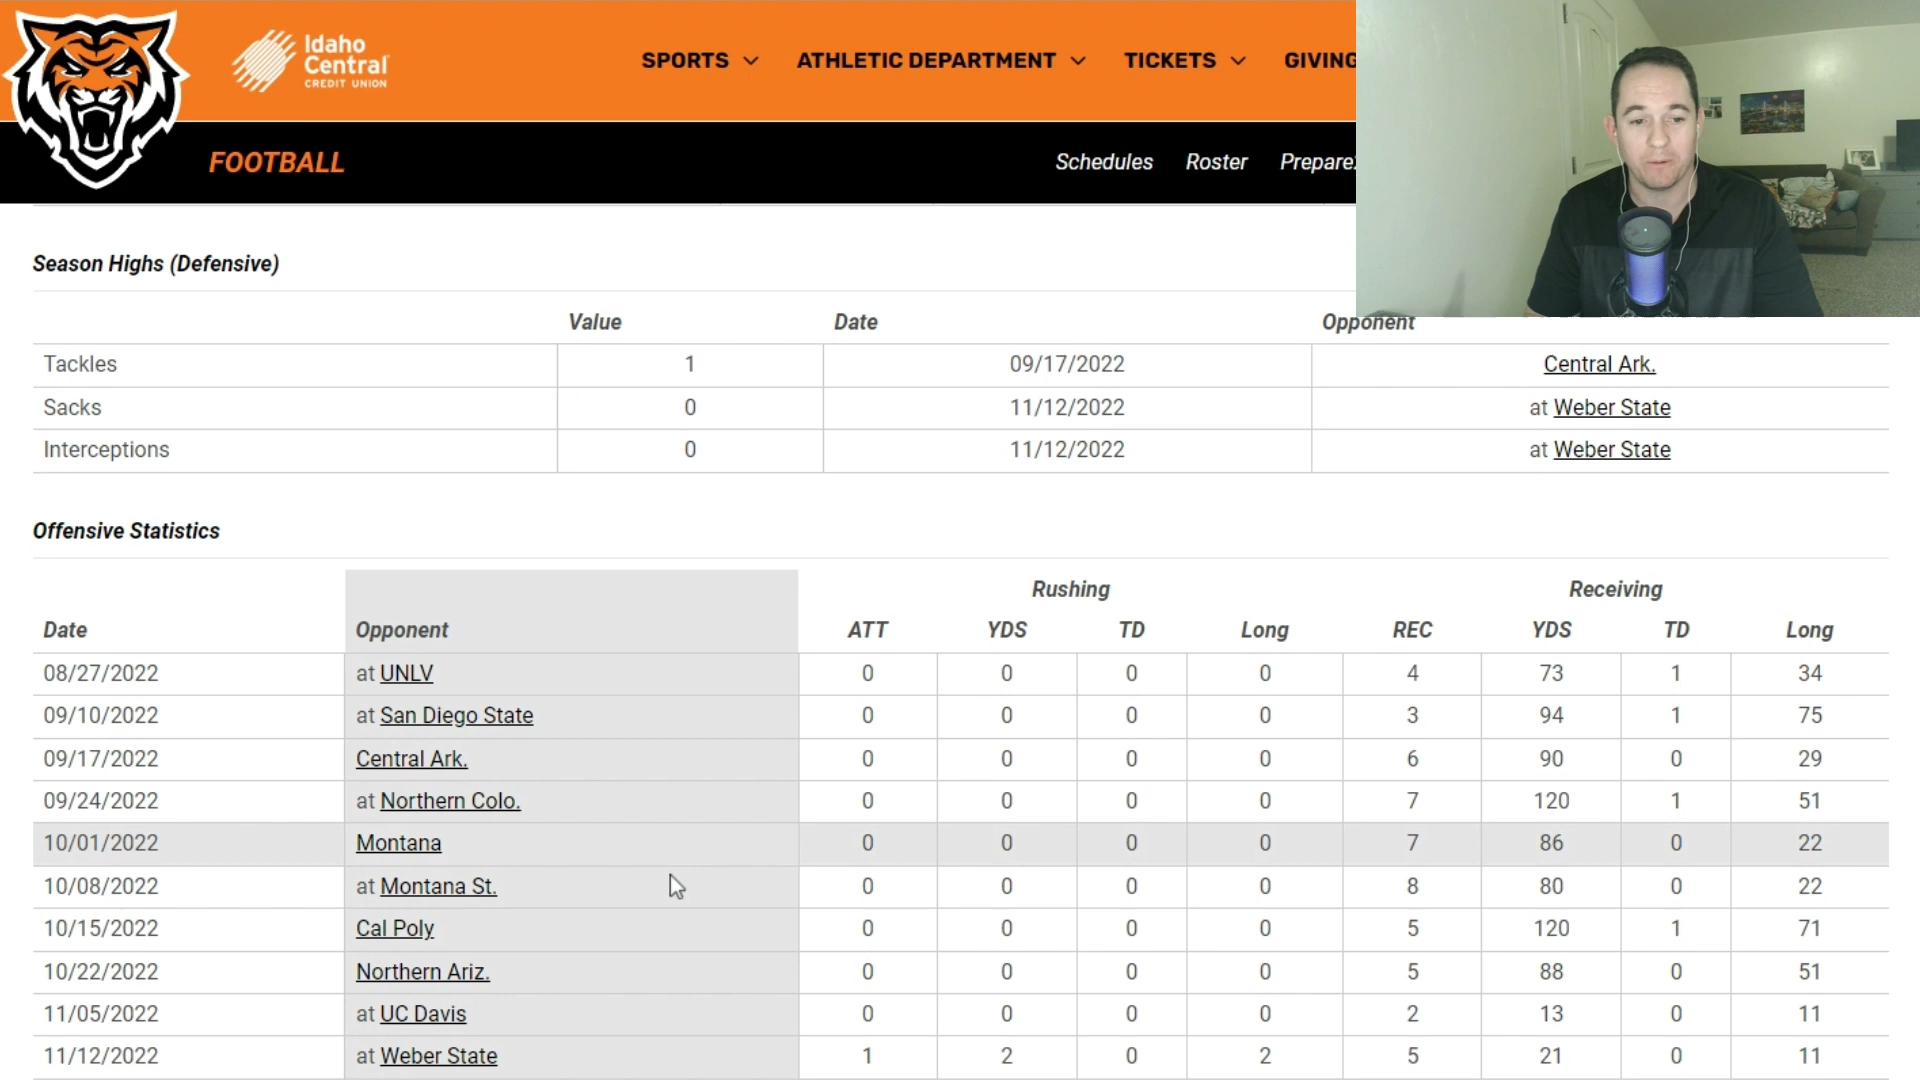 Idaho
Central
CREDIT UNION
SPORTS ATHLETIC DEPARTMENT TICKETS GIVING
FOOTBALL Schedules Roster
Season Highs (Defensive)
Value Date Opponent
Tackles 1 09/17/2022 Central Ark.
Sacks 0 11/12/2022 at Weber State
Interceptions 0 11/12/2022 at Weber State
Offensive Statistics
Rushing Receiving
Date Opponent ATT YDS TD Long REC YDS TD Long
08/27/2022 at UNLV 0 0 0 0 4 73 1 34
09/10/2022 at San Diego State 0 0 0 0 3 94 1 75
09/17/2022 Central Ark. 0 0 0 0 6 90 0 29
09/24/2022 at Northern Colo. 0 0 0 0 7 120 1 51
10/01/2022 Montana 0 0 0 0 7 86 0 22
10/08/2022 at Montana St. 0 0 0 0 8 80 0 22
10/15/2022 Cal Poly 0 0 0 0 5 120 1 71
10/22/2022 Northern Ariz. 0 0 0 0 5 88 0 51
11/05/2022 at UC Davis 0 0 0 0 2 13 0 11
11/12/2022 at Weber State 1 2 0 2 5 21 0 11